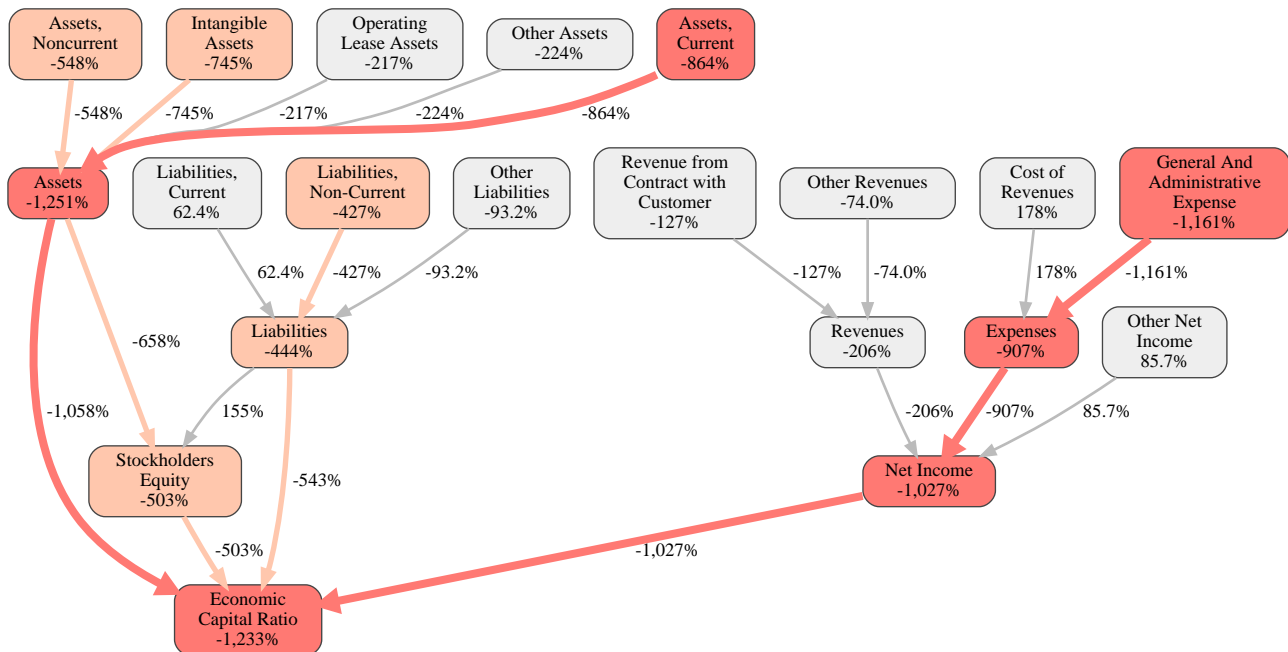 Assets,
Noncurrent
-548%
Intangible
Assets
-745%
Operating
Lease Assets
-217%
Other Assets
-224%
Assets,
Current
-864%
-548%
-745%
-217%
-224%
-864%
Assets
-1,251%
Liabilities,
Current
62.4%
Liabilities,
Non-Current
-427%
Other
Liabilities
-93.2%
Revenue from
Contract with
Customer
-127%
Other Revenues
-74.0%
Cost of
Revenues
178%
General And
Administrative
Expense
-1,161%
62.4%
-427%
-93.2%
-127%
-74.0%
178%
-1,161%
Liabilities
-444%
Revenues
-206%
Expenses
-907%
Other Net
Income
85.7%
-658%
-1,058%
155%
-543%
-206%
-907%
85.7%
Stockholders
Equity
-503%
Net Income
-1,027%
-503%
-1,027%
Economic
Capital Ratio
-1,233%